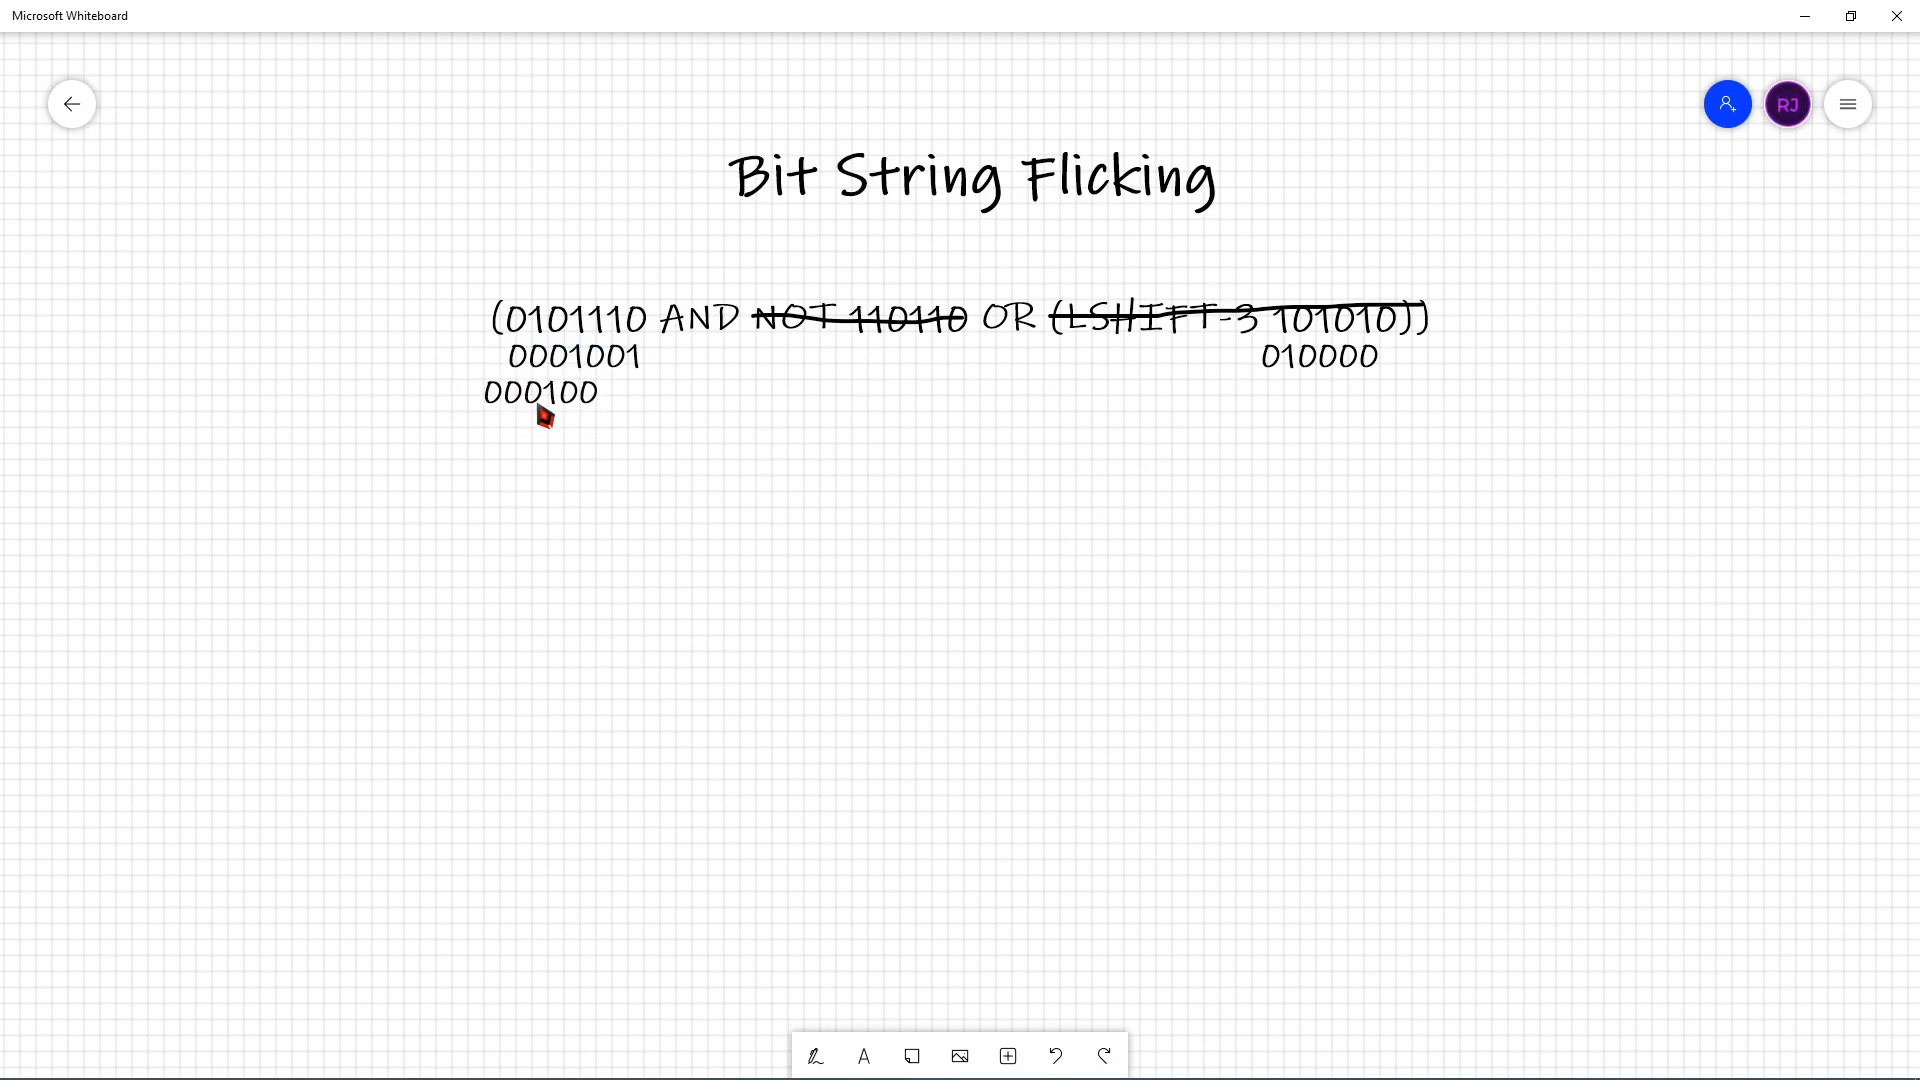 Microsoft Whiteboard
RJ
Bit String Flicking
(0101110 AND NOT 110110 OR (LSHIFT-3 101010))
0001001 010000
000100
A